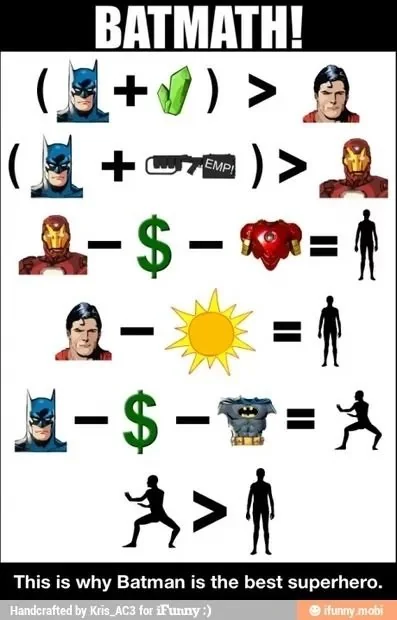 BATMATH!
( + ) >
( + EMP! ) >
- $ - =
- =
- $ - =
>
This is why Batman is the best superhero.
Handcrafted by Kris_AC3 for iFunny :)
ifunny.mobi